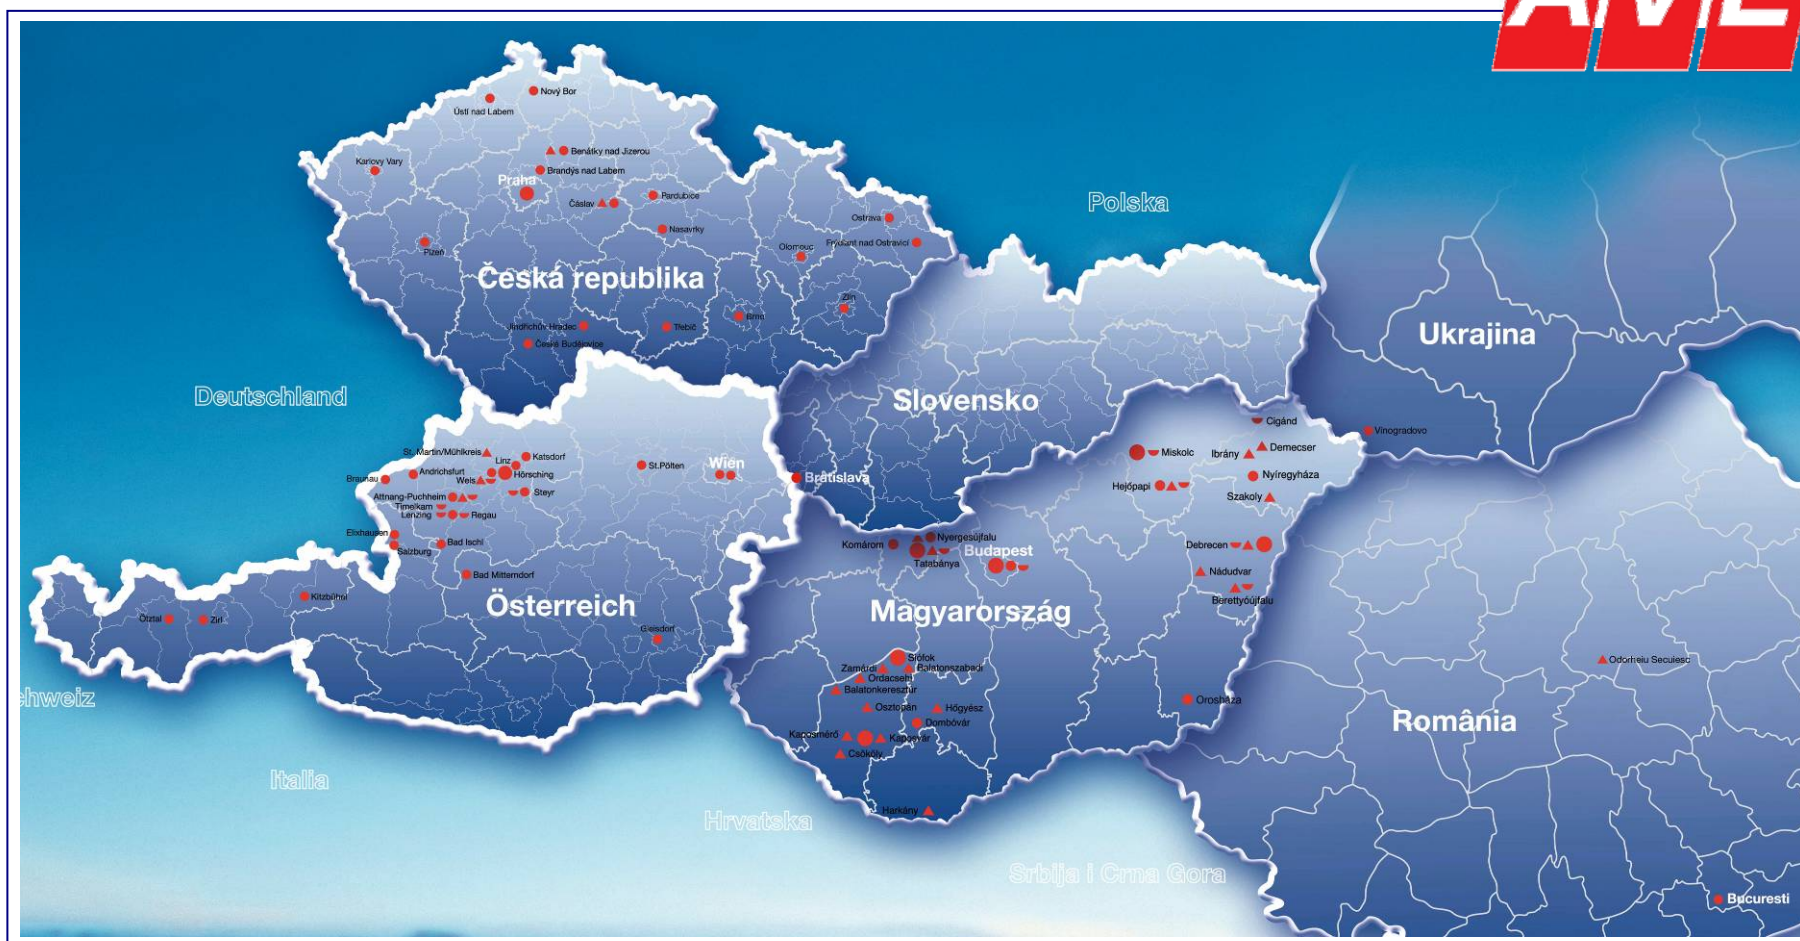 AVE
Nový Bor
Ústí nad Labem
Benátky nad Jizerou
Karlovy Vary
Brandýs nad Labem
Praha
Čáslav
Pardubice
Polska
Ostrava
Nasavrky
Frýdlant nad Ostravicí
Olomouc
Plzeň
Česká republika
Zlín
Brno
Jindřichův Hradec
Třebíč
Ukrajina
České Budějovice
Deutschland
Slovensko
Cigánd
Vinogradovo
Demecser
Ibrány
Miskolc
St. Martin/Mühlkreis
Linz
Katsdorf
St.Pölten
Wien
Andrichsfurt
Hörsching
Braunau
Wels
Bratislava
Nyíregyháza
Hejőpapi
Szakoly
Attnang-Puchheim
Steyr
Timelkam
Lenzing
Regau
Elixhausen
Salzburg
Bad Ischl
Komárom
Nyergesújfalu
Budapest
Debrecen
Tatabánya
Bad Mitterndorf
Nádudvar
Kitzbühel
Österreich
Magyarország
Berettyóújfalu
Ötztal
Zirl
Gleisdorf
Siófok
Zamárdi
Balatonszabadi
Odorheiu Secuiesc
Ordacsehi
Balatonkeresztúr
chweiz
Osztopán
Hőgyész
Orosháza
Dombóvár
România
Kaposmérő
Kaposvár
Csököly
Italia
Harkány
Hrvatska
Srbija i Crna Gora
Bucuresti